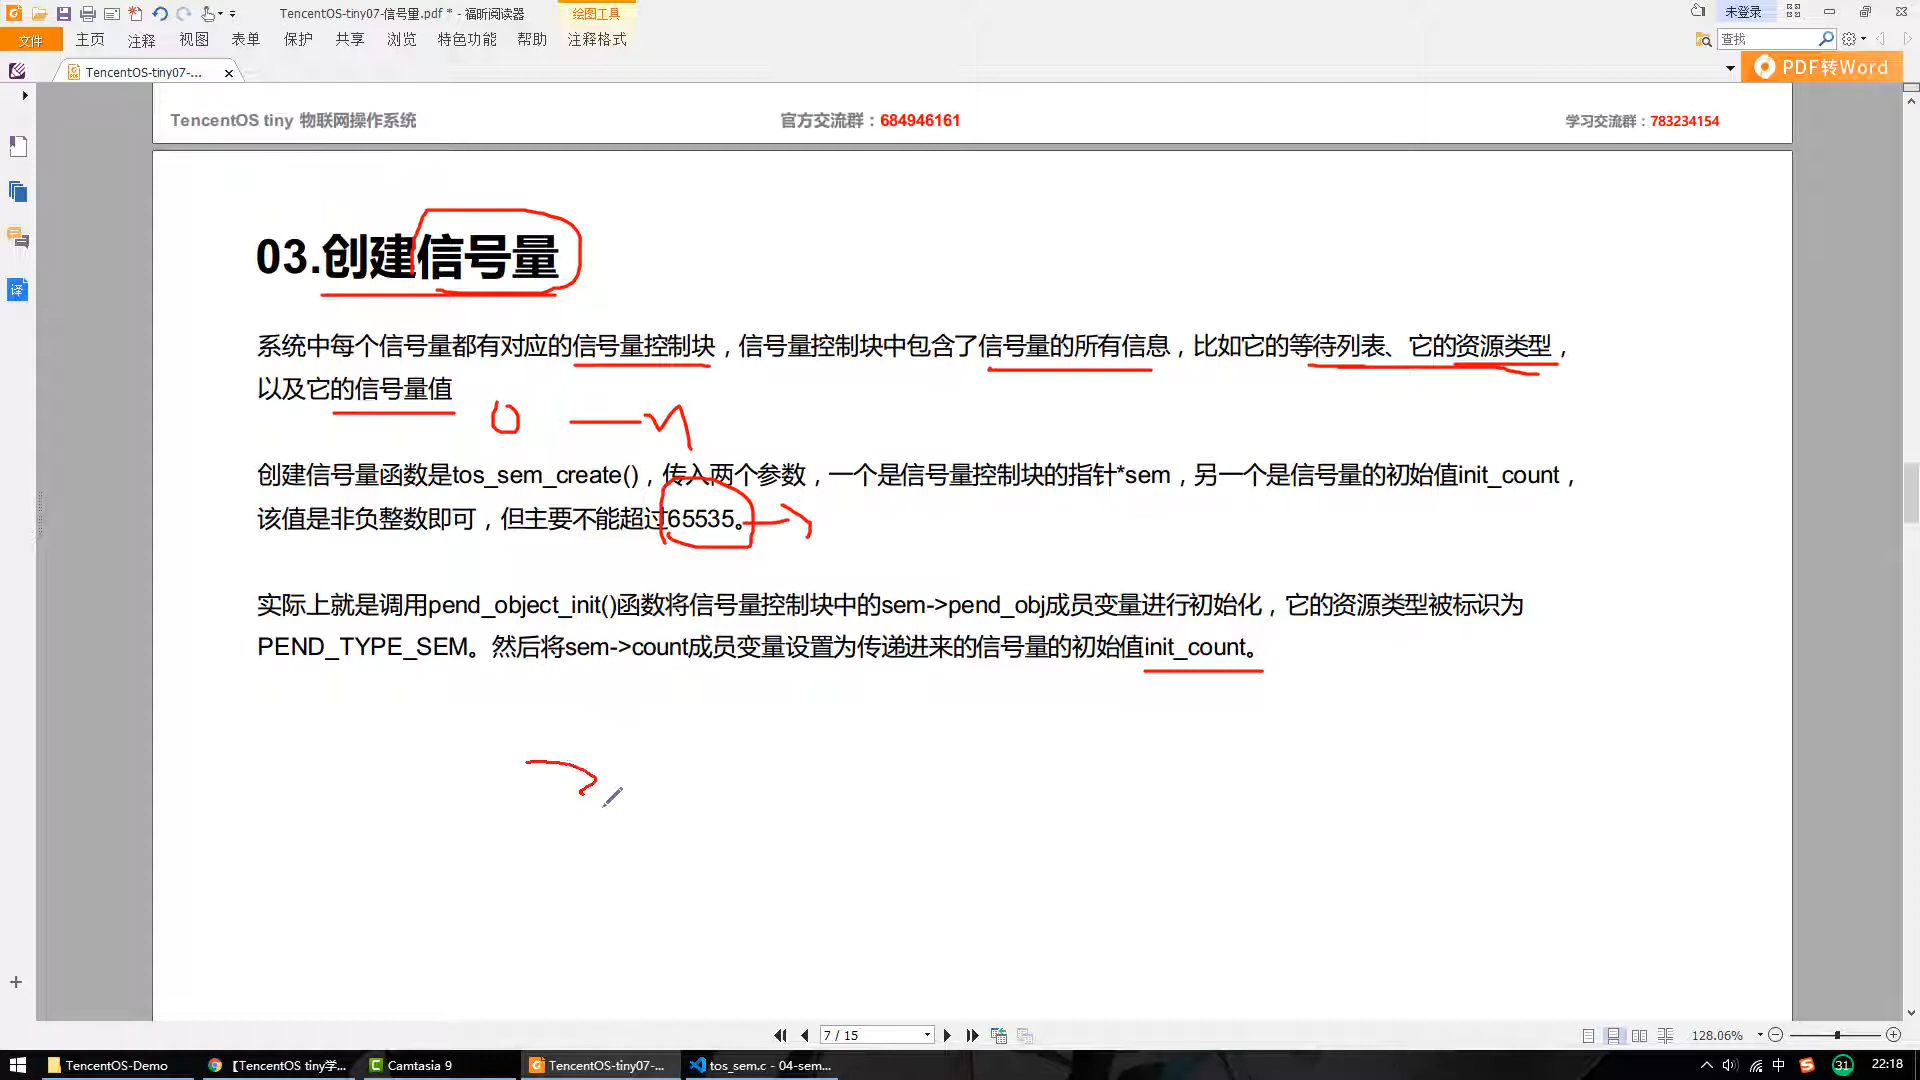 TencentOS-tiny07-信号量.pdf * - 福昕阅读器
绘图工具
未登录
文件
主页
注释
视图
表单
保护
共享
浏览
特色功能
帮助
注释格式
查找
TencentOS-tiny07-...
PDF转Word
TencentOS tiny 物联网操作系统
官方交流群：684946161
学习交流群：783234154
03.创建信号量
系统中每个信号量都有对应的信号量控制块，信号量控制块中包含了信号量的所有信息，比如它的等待列表、它的资源类型，
以及它的信号量值
0 —
创建信号量函数是tos_sem_create()，传入两个参数，一个是信号量控制块的指针*sem，另一个是信号量的初始值init_count，
该值是非负整数即可，但主要不能超过65535。
实际上就是调用pend_object_init()函数将信号量控制块中的sem->pend_obj成员变量进行初始化，它的资源类型被标识为
PEND_TYPE_SEM。然后将sem->count成员变量设置为传递进来的信号量的初始值init_count。
译
7 / 15
128.06%
TencentOS-Demo
【TencentOS tiny学...
Camtasia 9
TencentOS-tiny07-...
tos_sem.c - 04-sem...
中
31
22:18